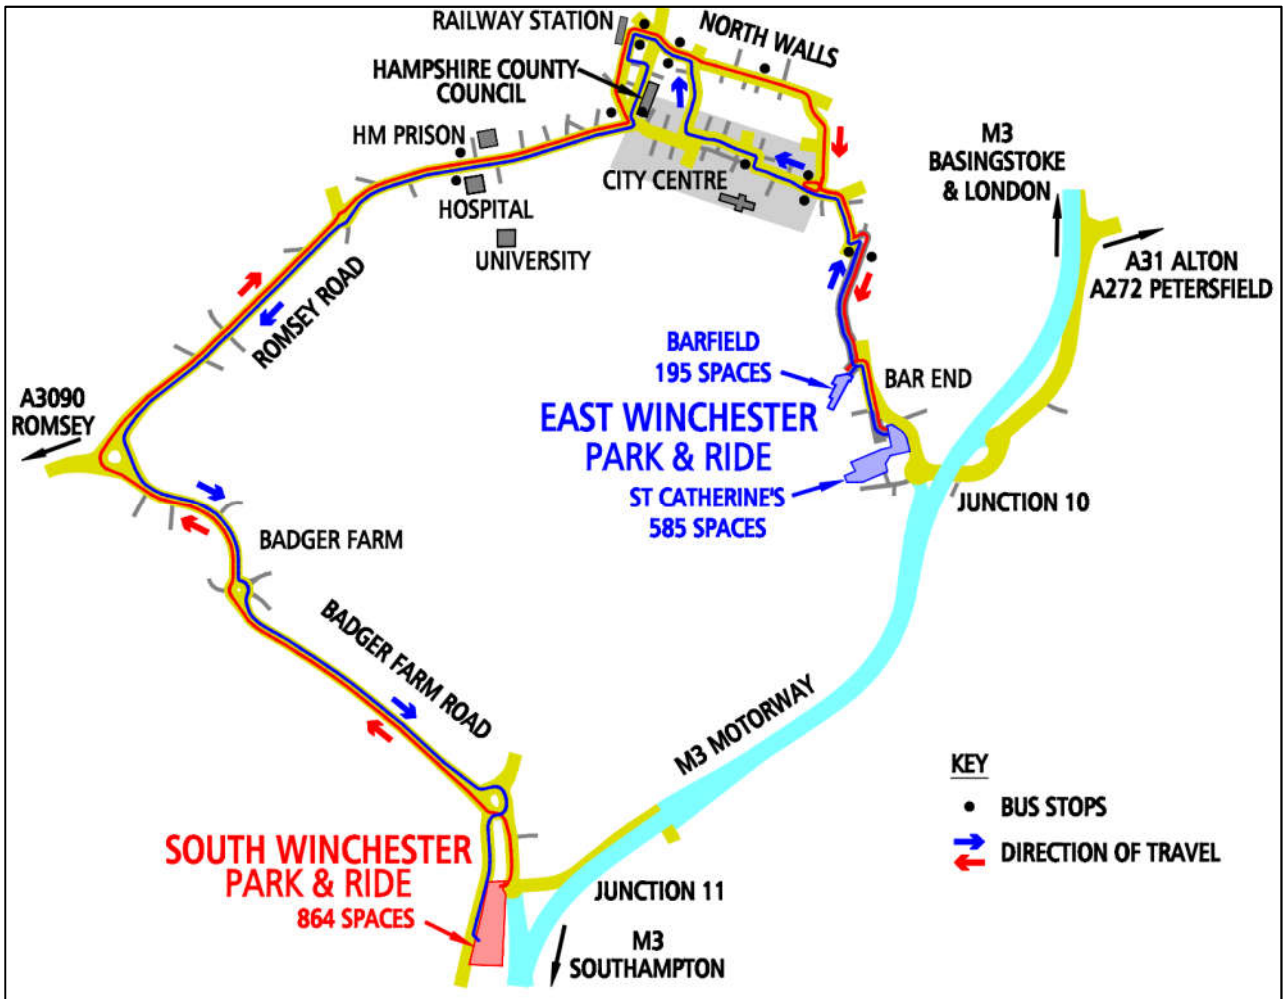 RAILWAY STATION
NORTH WALLS
HAMPSHIRE COUNTY
COUNCIL
HM PRISON
M3
BASINGSTOKE
& LONDON
CITY CENTRE
HOSPITAL
UNIVERSITY
A31 ALTON
A272 PETERSFIELD
ROMSEY ROAD
BARFIELD
195 SPACES
BAR END
A3090
ROMSEY
EAST WINCHESTER
PARK & RIDE
ST CATHERINE'S
585 SPACES
JUNCTION 10
BADGER FARM
BADGER FARM ROAD
M3 MOTORWAY
KEY
BUS STOPS
DIRECTION OF TRAVEL
SOUTH WINCHESTER
PARK & RIDE
864 SPACES
JUNCTION 11
M3
SOUTHAMPTON